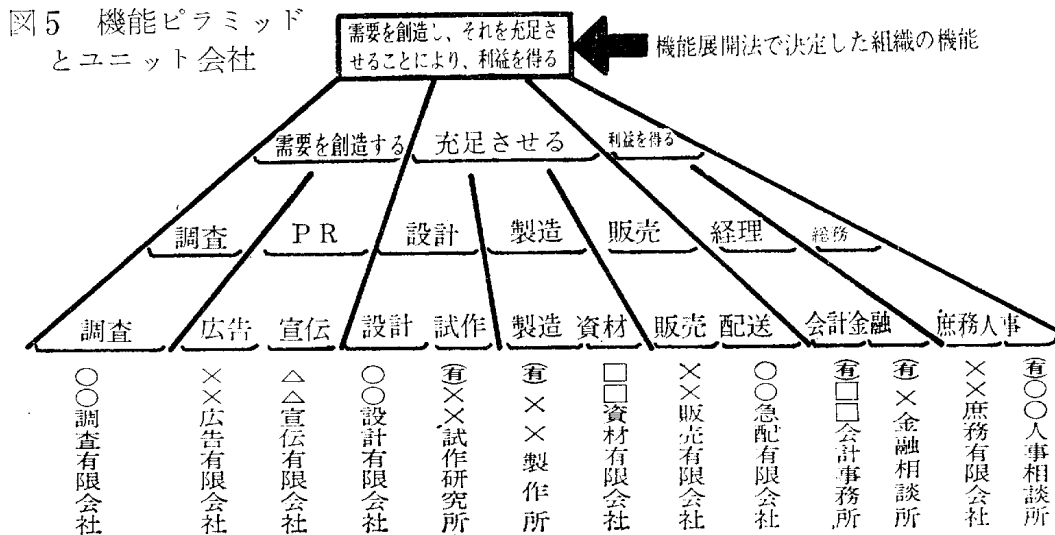 図5 機能ピラミッド
とユニット会社
需要を創造し、それを充足さ
せることにより、利益を得る
機能展開法で決定した組織の機能
需要を創造する 充足させる 利益を得る
調査 PR 設計 製造 販売 経理 総務
調査 広告 宣伝 設計 試作 製造 資材 販売 配送 会計 金融 庶務 人事
○○調査有限会社
××広告有限会社
△△宣伝有限会社
○○設計有限会社
㈲××試作研究所
㈲××製作所
□□資材有限会社
××販売有限会社
○○急配有限会社
㈲□□会計事務所
㈲×金融相談所
××庶務有限会社
㈲○○人事相談所